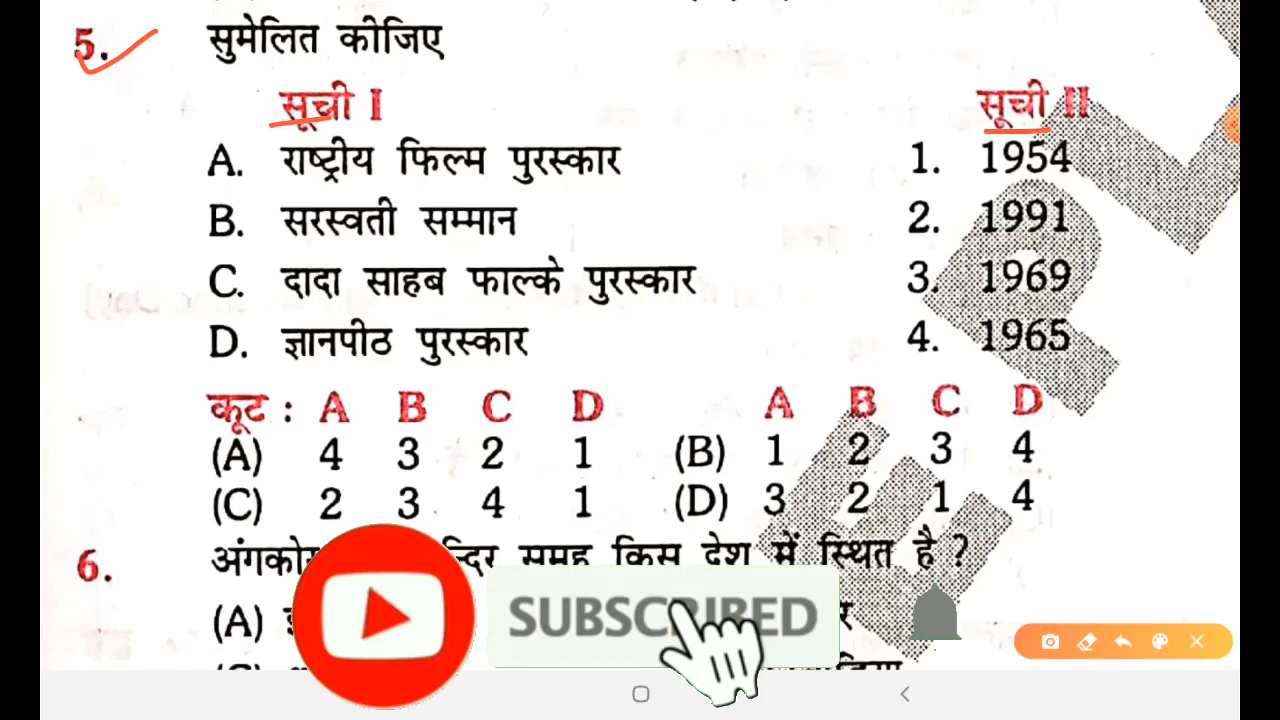 5. सुमेलित कीजिए
सूची I सूची II
A. राष्ट्रीय फिल्म पुरस्कार 1. 1954
B. सरस्वती सम्मान 2. 1991
C. दादा साहब फाल्के पुरस्कार 3. 1969
D. ज्ञानपीठ पुरस्कार 4. 1965
कूट : A B C D A B C D
(A) 4 3 2 1 (B) 1 2 3 4
(C) 2 3 4 1 (D) 3 2 1 4
6. समूह किस देश में स्थित है ?
(A)
SUBSCRIBED